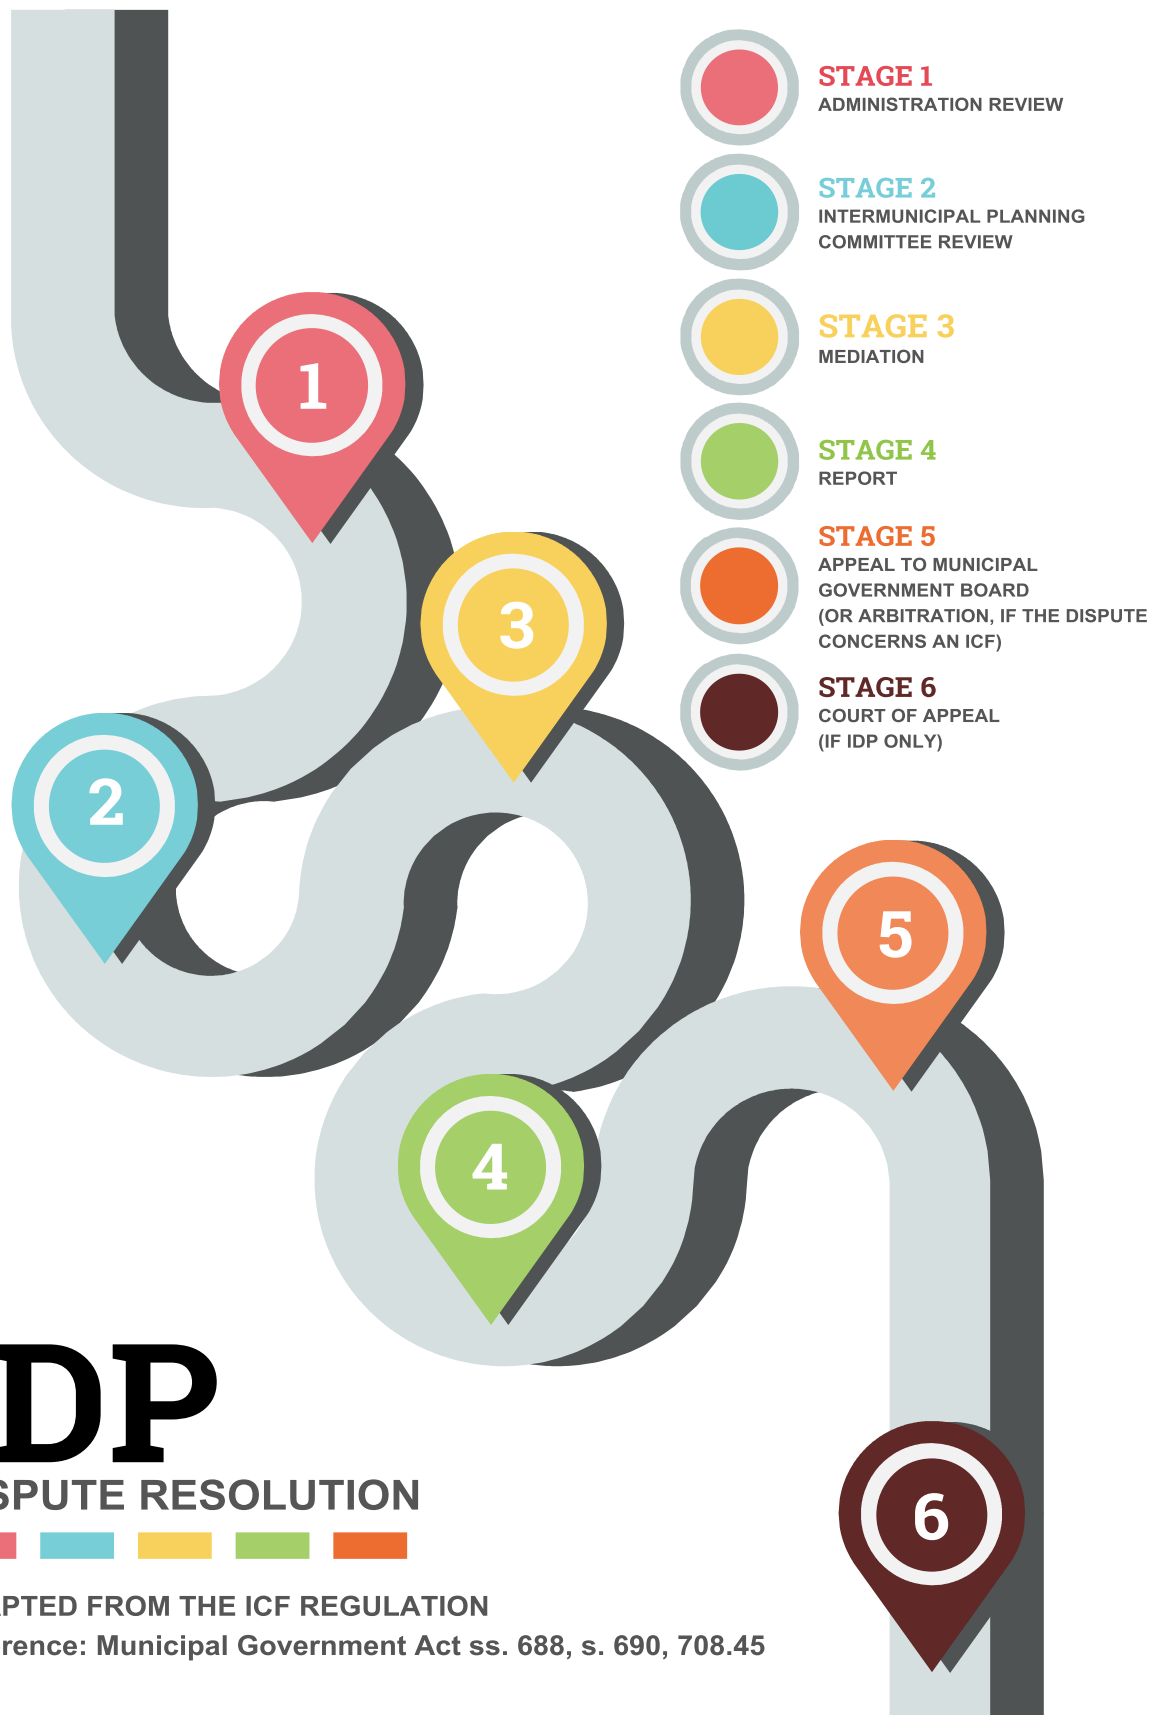 STAGE 1
ADMINISTRATION REVIEW
STAGE 2
INTERMUNICIPAL PLANNING
COMMITTEE REVIEW
STAGE 3
MEDIATION
STAGE 4
REPORT
STAGE 5
APPEAL TO MUNICIPAL
GOVERNMENT BOARD
(OR ARBITRATION, IF THE DISPUTE
CONCERNS AN ICF)
STAGE 6
COURT OF APPEAL
(IF IDP ONLY)
1
3
2
5
4
6
DP
SPUTE RESOLUTION
APTED FROM THE ICF REGULATION
rence: Municipal Government Act ss. 688, s. 690, 708.45